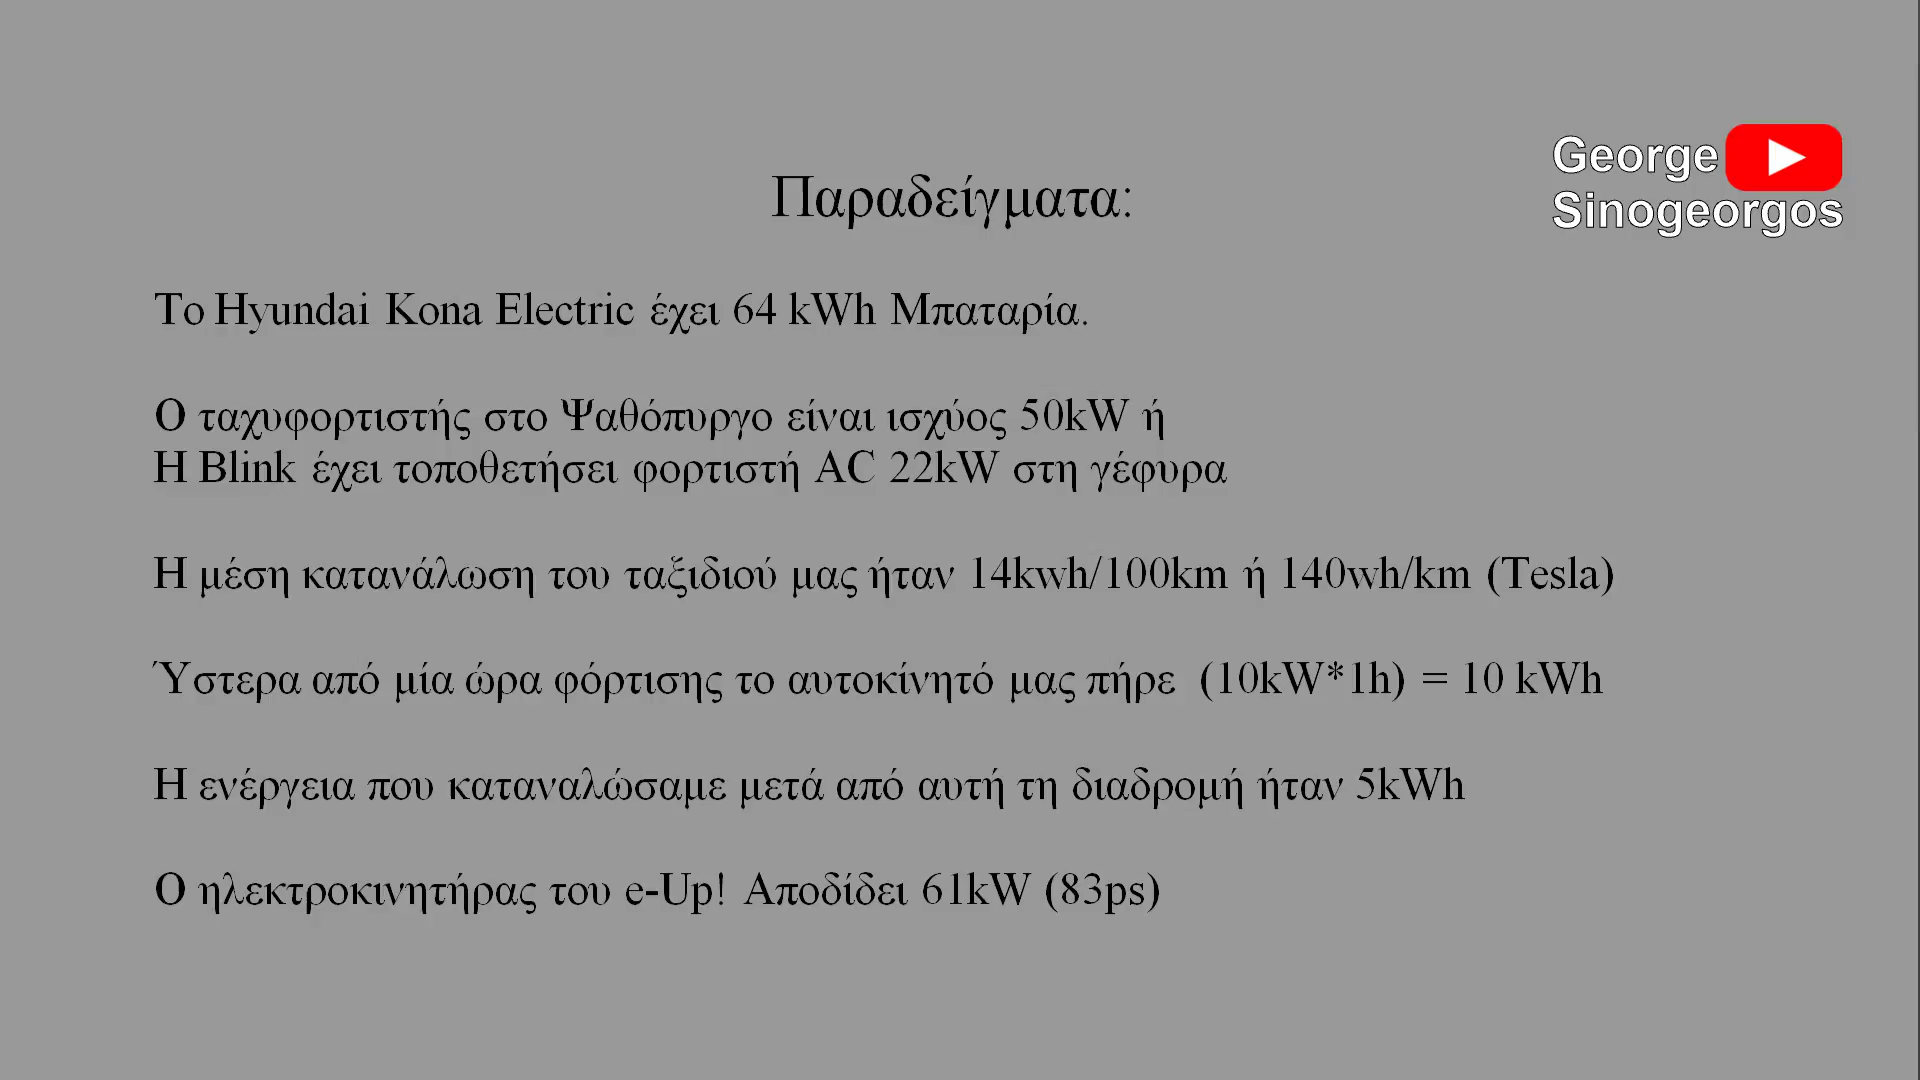 George
Sinogeorgos
Παραδείγματα:
Το Hyundai Kona Electric έχει 64 kWh Μπαταρία.
Ο ταχυφορτιστής στο Ψαθόπυργο είναι ισχύος 50kW ή
Η Blink έχει τοποθετήσει φορτιστή AC 22kW στη γέφυρα
Η μέση κατανάλωση του ταξιδιού μας ήταν 14kwh/100km ή 140wh/km (Tesla)
Ύστερα από μία ώρα φόρτισης το αυτοκίνητό μας πήρε (10kW*1h) = 10 kWh
Η ενέργεια που καταναλώσαμε μετά από αυτή τη διαδρομή ήταν 5kWh
Ο ηλεκτροκινητήρας του e-Up! Αποδίδει 61kW (83ps)